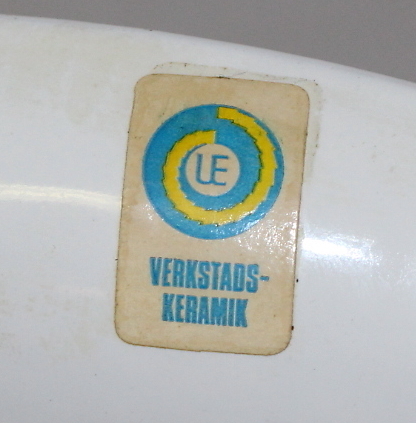 UE
VERKSTADS-
KERAMIK